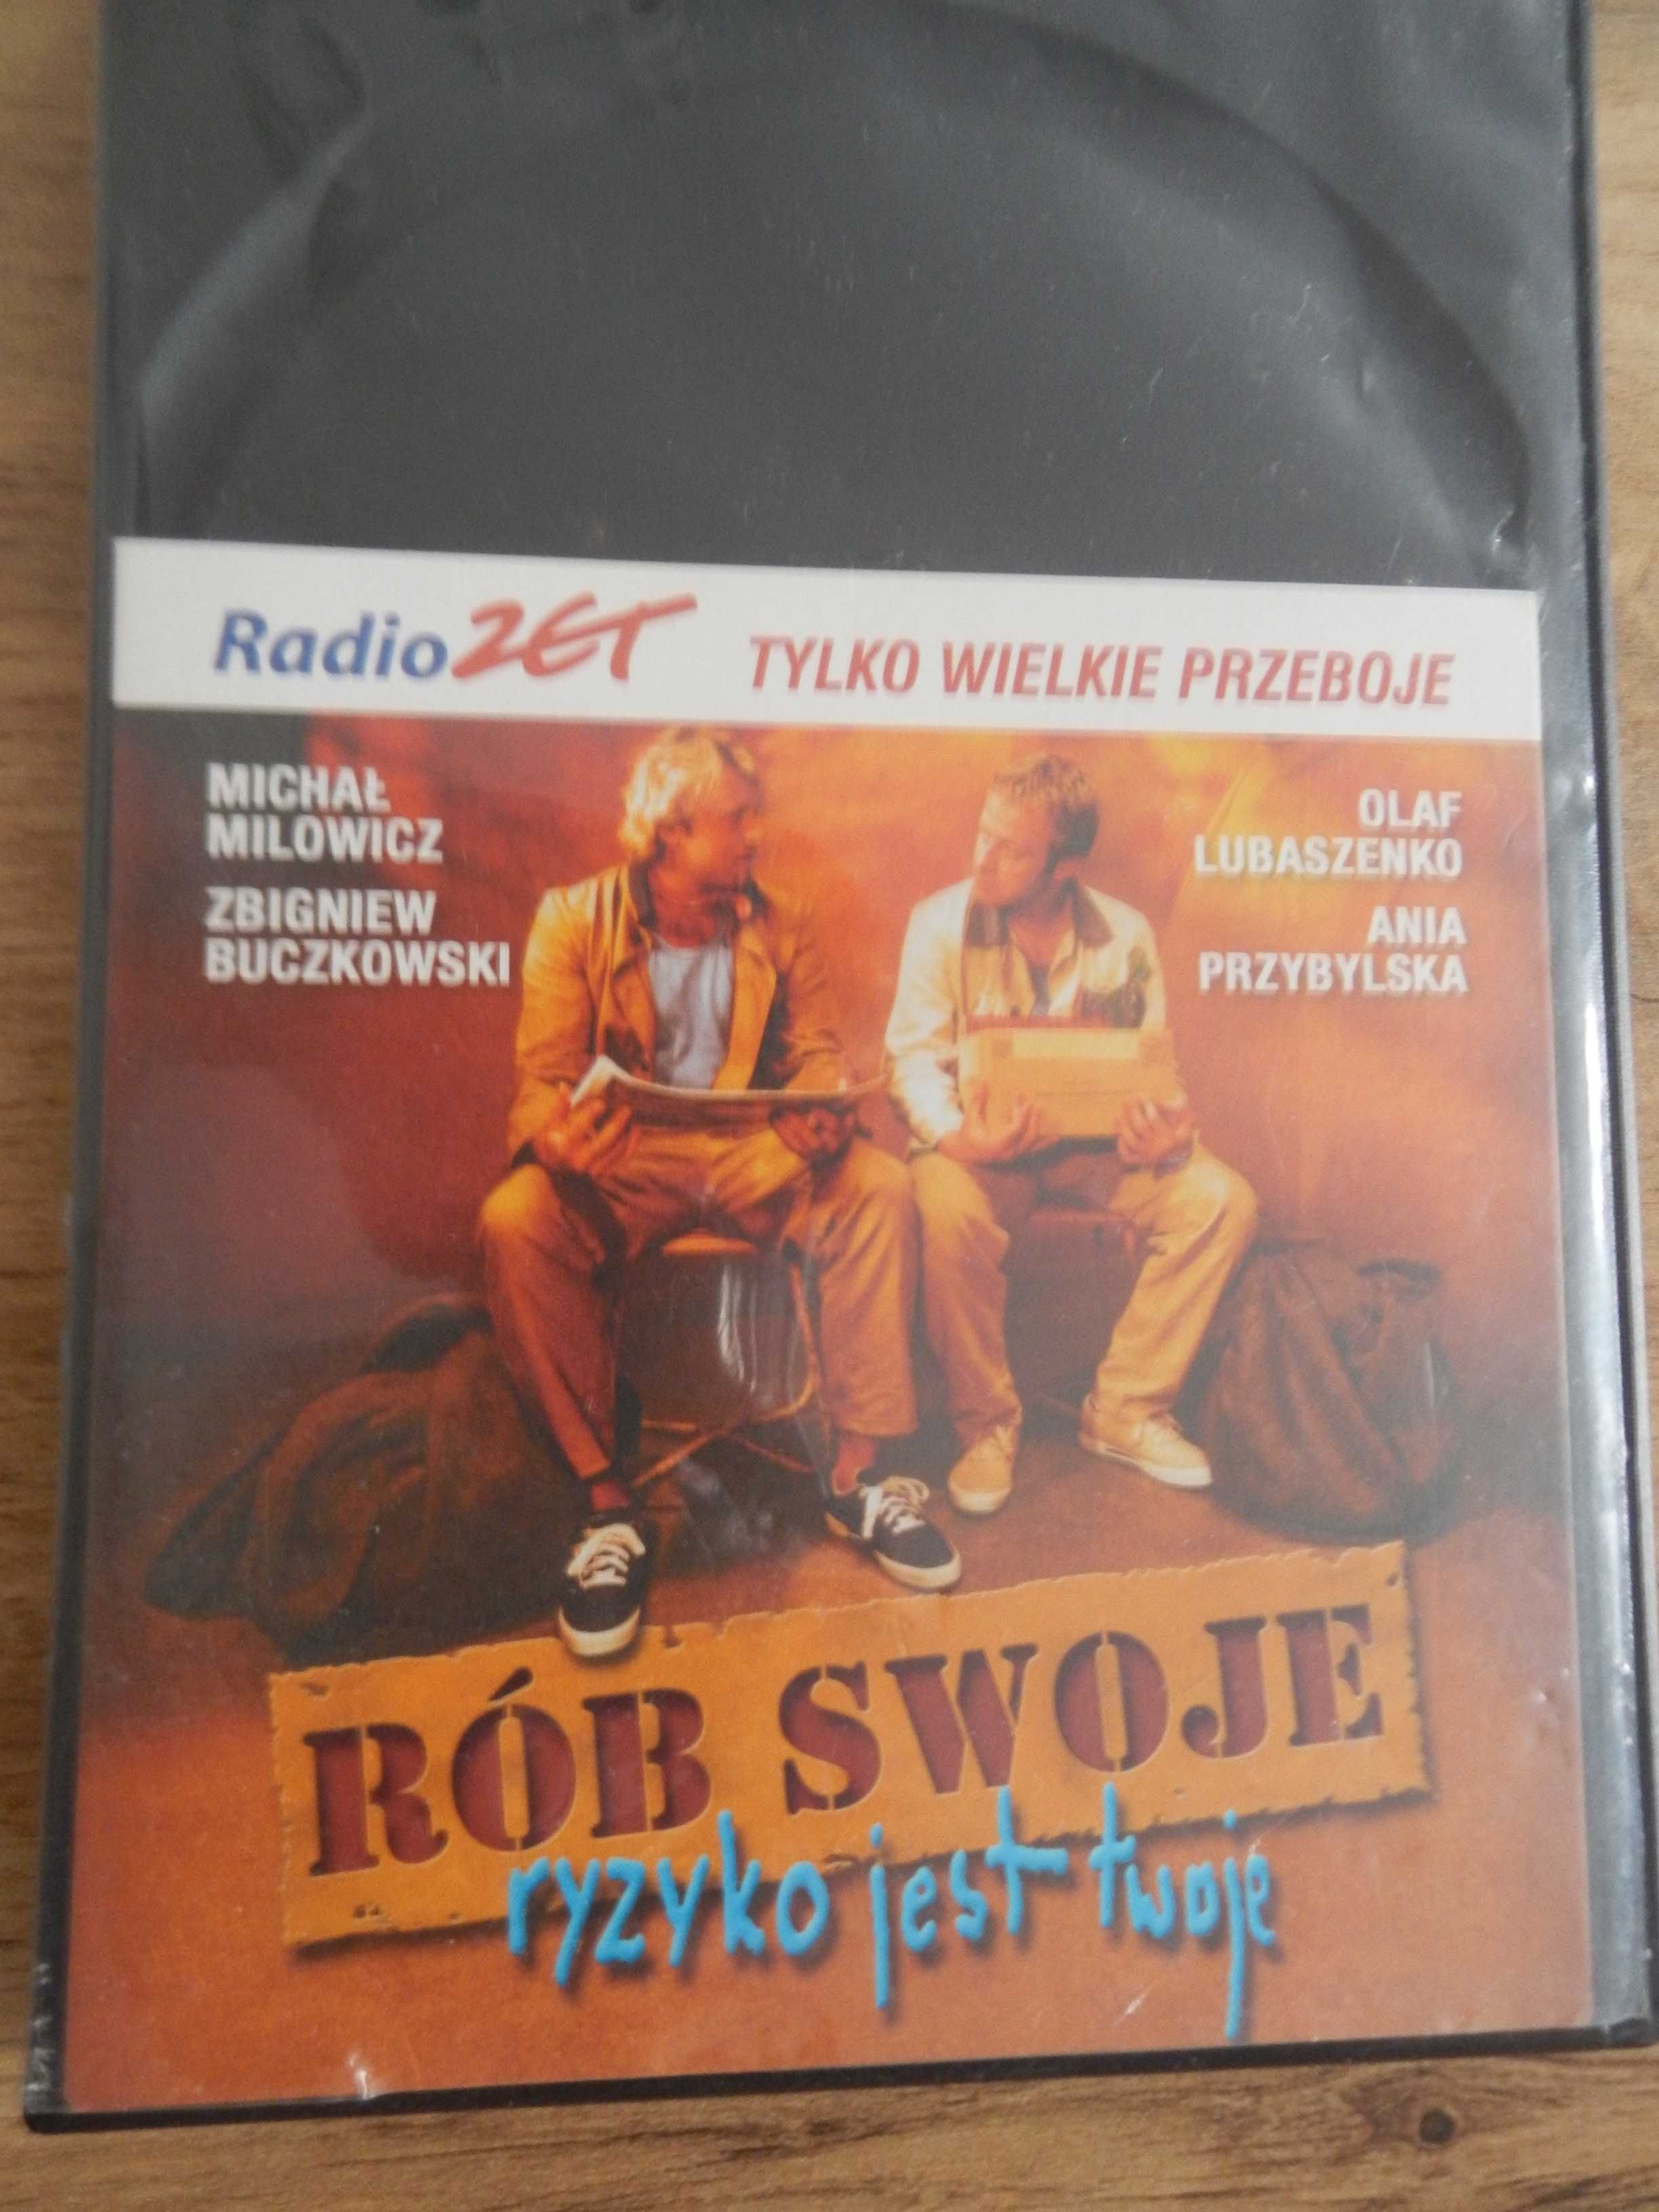 Radio ZET TYLKO WIELKIE PRZEBOJE
MICHAŁ
MILOWICZ
ZBIGNIEW
BUCZKOWSKI
OLAF
LUBASZENKO
ANIA
PRZYBYLSKA
RÓB SWOJE
ryzyko jest twoje